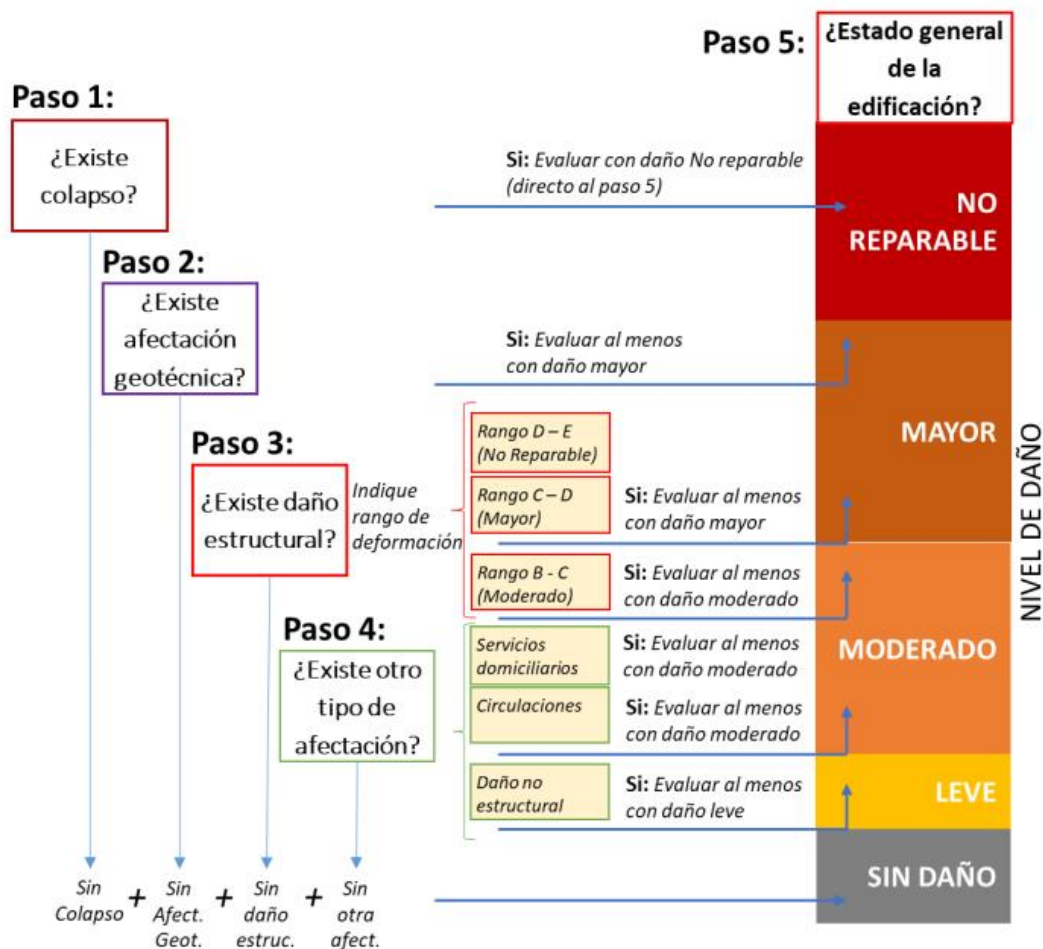 Paso 5:
¿Estado general
de la
edificación?
Paso 1:
¿Existe
colapso?
Si: Evaluar con daño No reparable
(directo al paso 5)
NO
REPARABLE
Paso 2:
¿Existe
afectación
geotécnica?
Si: Evaluar al menos
con daño mayor
MAYOR
Paso 3:
¿Existe daño
estructural?
Indique
rango de
deformación
Rango D – E
(No Reparable)
Rango C – D
(Mayor)
Si: Evaluar al menos
con daño mayor
Rango B - C
(Moderado)
Si: Evaluar al menos
con daño moderado
NIVEL DE DAÑO
Paso 4:
¿Existe otro
tipo de
afectación?
Servicios
domiciliarios
Si: Evaluar al menos
con daño moderado
MODERADO
Circulaciones
Si: Evaluar al menos
con daño moderado
Daño no
estructural
Si: Evaluar al menos
con daño leve
LEVE
Sin
Colapso
+
Sin
Afect.
Geot.
+
Sin
daño
estruc.
+
Sin
otra
afect.
SIN DAÑO